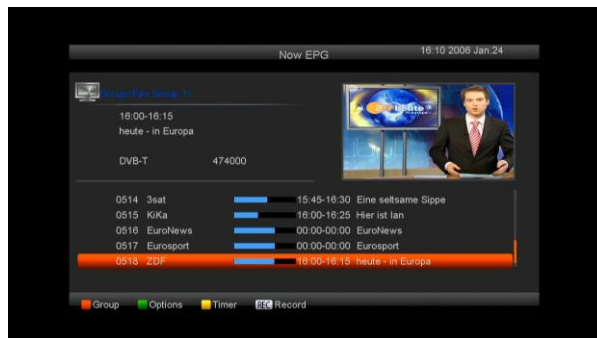 Now EPG
16:10 2006 Jan.24
16:00-16:15
heute - in Europa
DVB-T 474000
heute
0514 3sat 15:45-16:30 Eine seltsame Sippe
0515 KiKa 16:00-16:25 Hier ist Ian
0516 EuroNews 00:00-00:00 EuroNews
0517 Eurosport 00:00-00:00 Eurosport
0518 ZDF 16:00-16:15 heute - in Europa
Group Options Timer REC Record